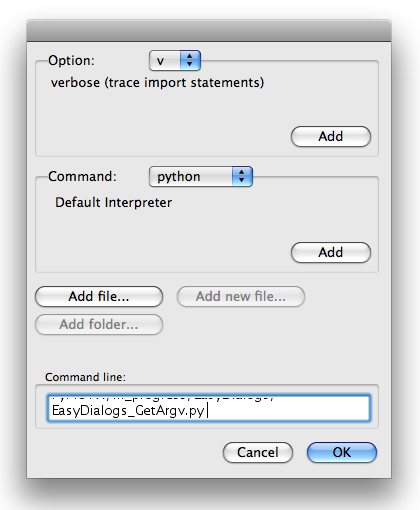 Option:
v
verbose (trace import statements)
Add
Command:
python
Default Interpreter
Add
Add file...
Add new file...
Add folder...
Command line:
EasyDialogs_GetArgv.py
Cancel
OK